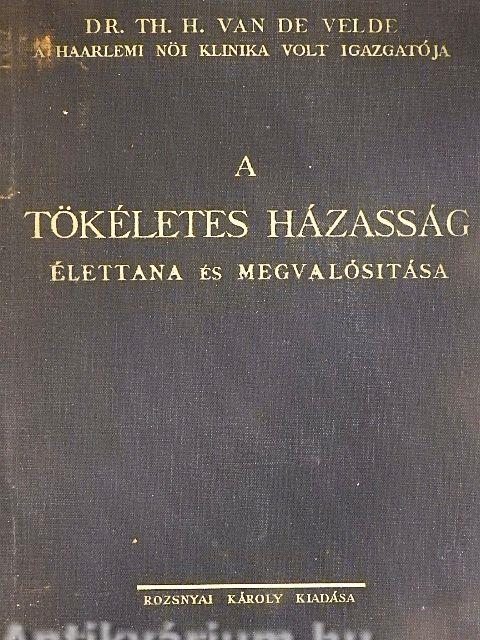 DR. TH. H. VAN DE VELDE
A HAARLEMI NÖI KLINIKA VOLT IGAZGATÓJA
A
TÖKÉLETES HÁZASSÁG
ÉLETTANA ÉS MEGVALÓSITÁSA
ROZSNYAI KÁROLY KIADÁSA
Antikvárium.hu